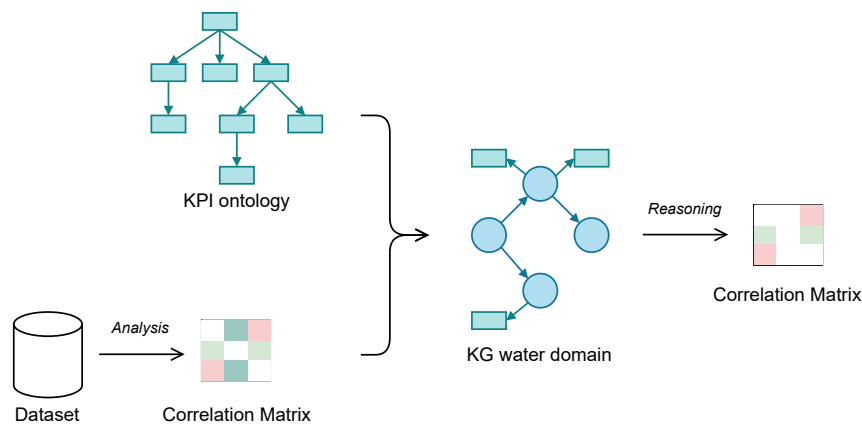 KPI ontology
Reasoning
Correlation Matrix
Analysis
KG water domain
Dataset
Correlation Matrix